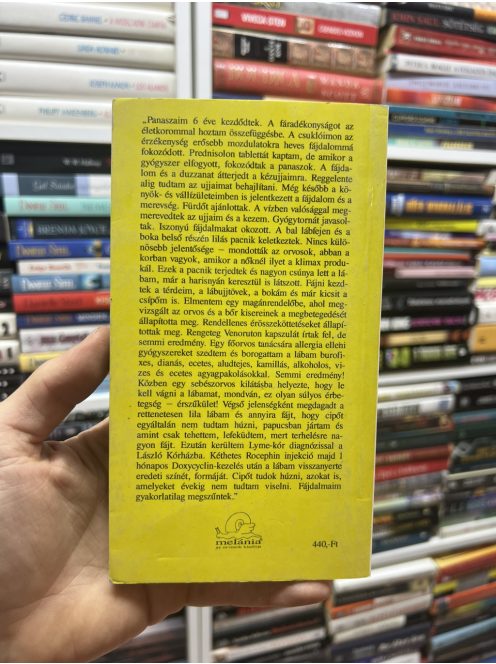 „Panaszaim 6 éve kezdődtek. A fáradékonyságot az
életkorommal hoztam összefüggésbe. A csuklóimon az
érzékenység erősebb mozdulatokra heves fájdalommá
fokozódott. Prednisolon tablettát kaptam, de amikor a
gyógyszer elfogyott, fokozódtak a panaszok. A fájda-
lom és a duzzanat átterjedt a kézujjaimra. Reggelente
alig tudtam az ujjaimat behajlítani. Még később a kö-
nyök- és vállízületeimben is jelentkezett a fájdalom és a
merevség. Fürdőt ajánlottak. A vízben valósággal meg-
merevedtek az ujjaim és a kezem. Gyógytornát javasol-
tak. Iszonyú fájdalmakat okozott. A bal lábfejen és a
boka belső részén lilás pacnik keletkeztek. Nincs külö-
nösebb jelentősége – mondották az orvosok, abban a
korban vagyok, amikor a nőknél ilyet a klimax produ-
kál. Ezek a pacnik terjedtek és nagyon csúnya lett a lá-
bam, már a harisnyán keresztül is látszott. Fájni kezd-
tek a térdeim, a lábujjtövek, a bokám és már kicsit a
csípőm is. Elmentem egy magánrendelőbe, ahol meg-
vizsgált az orvos és a bőr kisereinek a megbetegedését
állapította meg. Rendellenes érösszeköttetéseket állapí-
tottak meg. Rengeteg Venoruton kapszulát írtak fel, de
semmi eredmény! Egy főorvos tanácsára allergia elleni
gyógyszereket szedtem és borogattam a lábam burofi-
xes, dianás, ecetes, aludtejes, kamillás, alkoholos, vi-
zes és ecetes agyagpakolásokkal. Semmi eredmény!
Közben egy sebészorvos kilátásba helyezte, hogy le
kell vágni a lábamat, mondván, ez olyan súlyos érbe-
tegség – érszűkület! Végső jelenségként megdagadt a
rettenetesen lila lábam és annyira fájt, hogy cipőt
egyáltalán nem tudtam húzni, papucsban jártam és
amint csak tehettem, lefeküdtem, mert terhelésre na-
gyon fájt. Ezután kerültem Lyme-kór diagnózissal a
László Kórházba. Kéthetes Rocephin injekció majd 1
hónapos Doxycyclin-kezelés után a lábam visszanyerte
eredeti színét, formáját. Cipőt tudok húzni, azokat is,
amelyeket évekig nem tudtam viselni. Fájdalmaim
gyakorlatilag megszűntek.”
melánia
440,-Ft